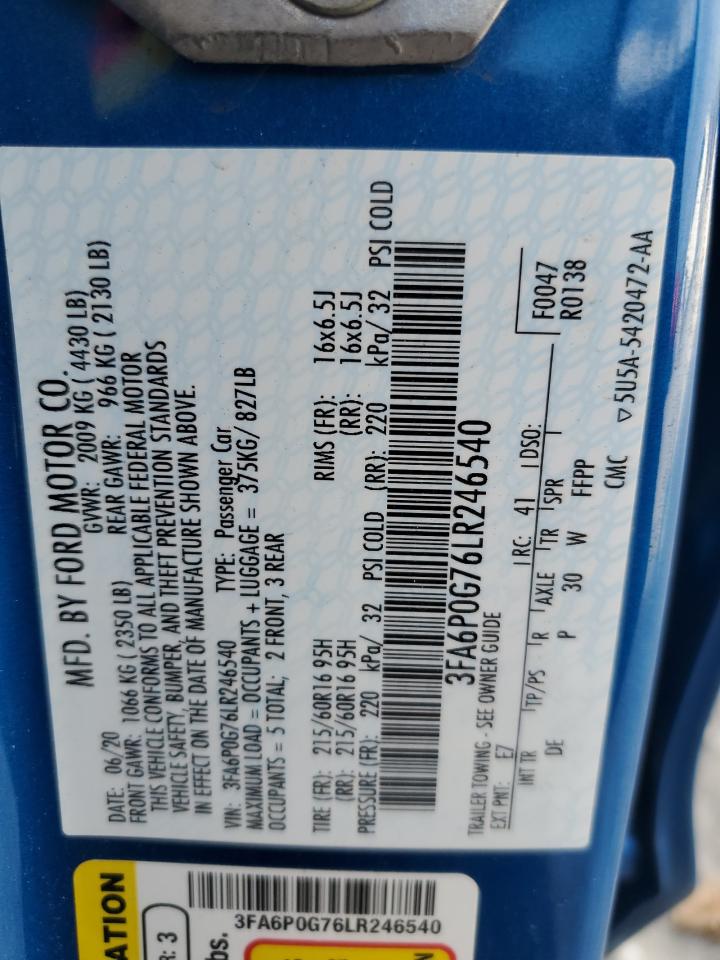 MFD. BY FORD MOTOR CO.
DATE: 06/20 GVWR: 2009 KG ( 4430 LB)
FRONT GAWR: 1066 KG ( 2350 LB) REAR GAWR: 966 KG ( 2130 LB)
THIS VEHICLE CONFORMS TO ALL APPLICABLE FEDERAL MOTOR
VEHICLE SAFETY, BUMPER, AND THEFT PREVENTION STANDARDS
IN EFFECT ON THE DATE OF MANUFACTURE SHOWN ABOVE.
VIN: 3FA6P0G76LR246540 TYPE: Passenger Car
MAXIMUM LOAD = OCCUPANTS + LUGGAGE = 375KG/ 827LB
OCCUPANTS = 5 TOTAL; 2 FRONT, 3 REAR
TIRE (FR): 215/60R16 95H RIMS (FR): 16x6.5J
(RR): 215/60R16 95H (RR): 16x6.5J
PRESSURE (FR): 220 kPa/ 32 PSI COLD (RR): 220 kPa/ 32 PSI COLD
3FA6P0G76LR246540
TRAILER TOWING - SEE OWNER GUIDE
EXT PNT: E7 RC: 41 DSO: F0047
R0138
INT TR TP/PS R AXLE TR SPR
DE P 30 W FFPP
CMC ▽5U5A-5420472-AA
ATION
R: 3
bs.
3FA6P0G76LR246540